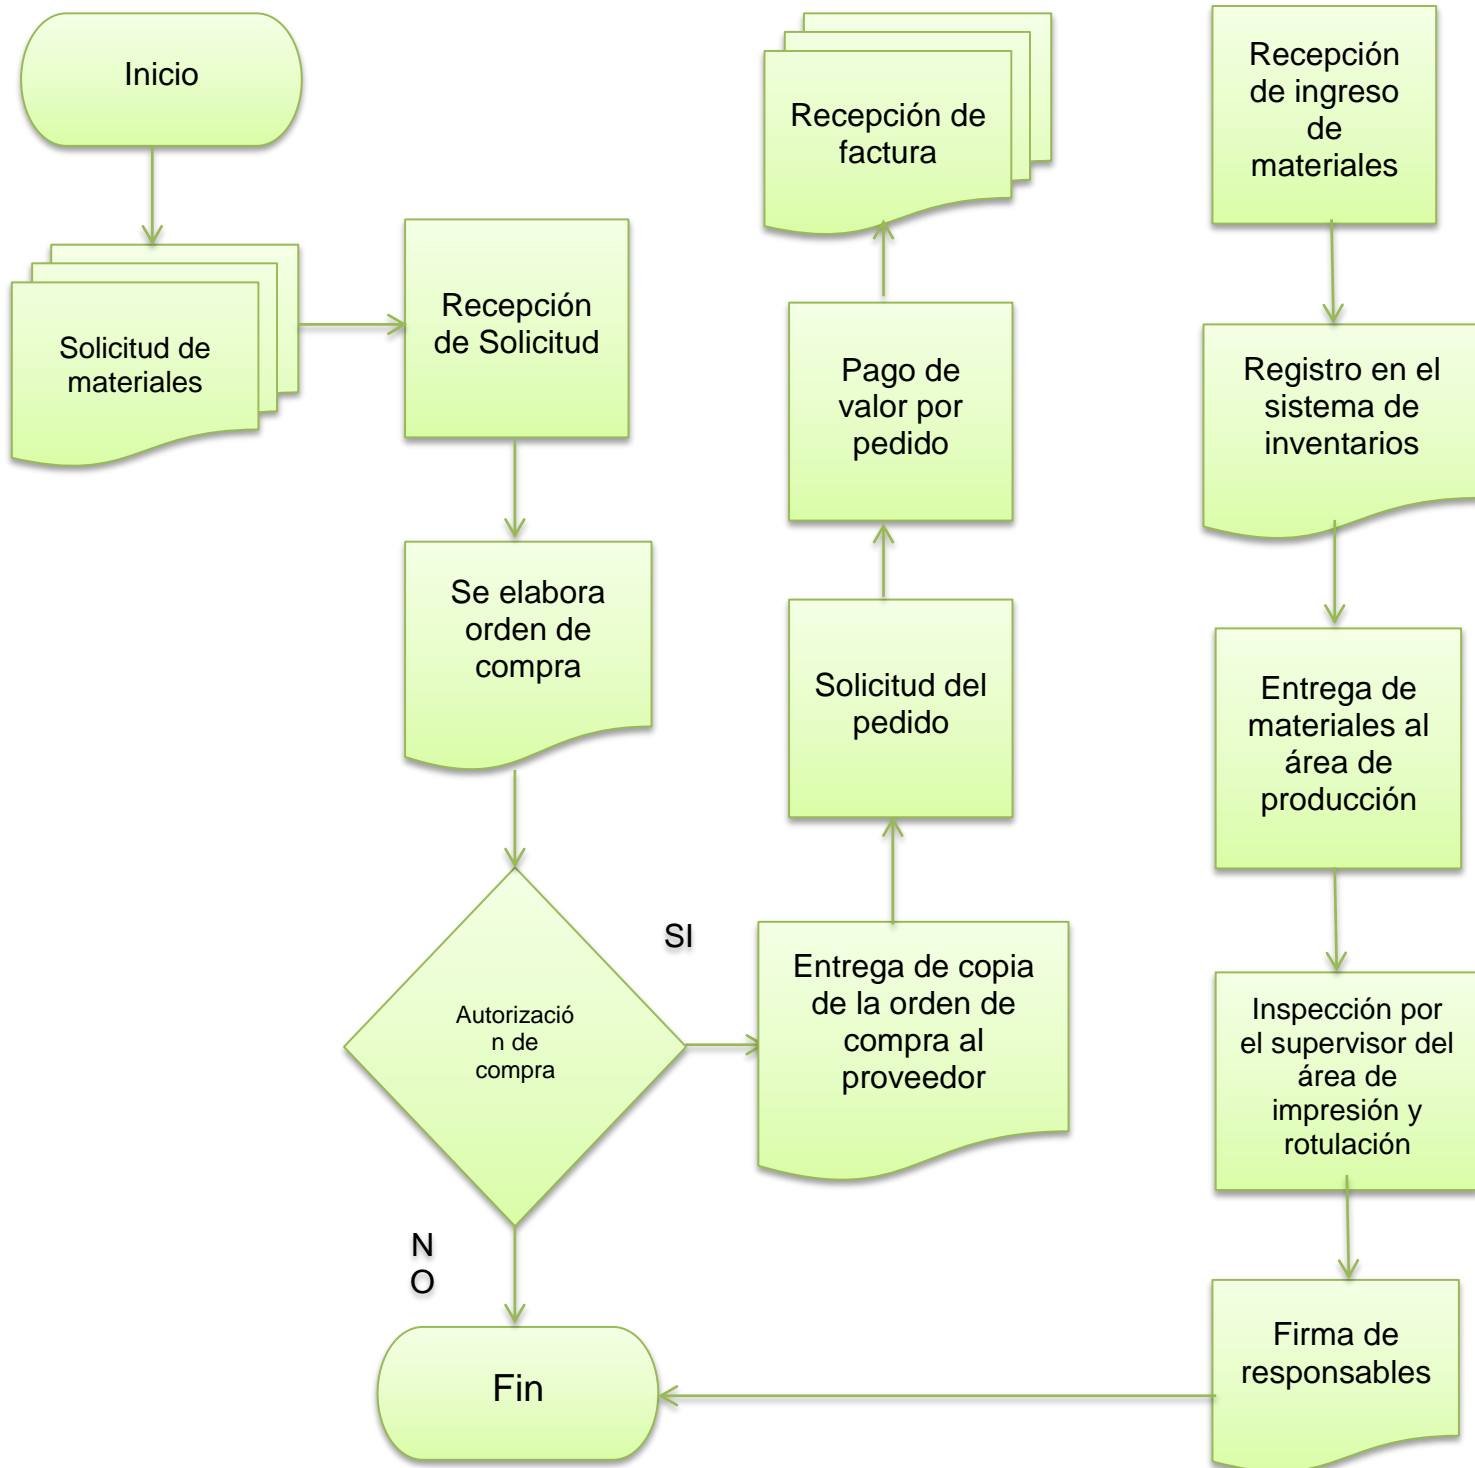 Inicio
Solicitud de
materiales
Recepción
de Solicitud
Se elabora
orden de
compra
Autorizació
n de
compra
SI
N
O
Fin
Entrega de copia
de la orden de
compra al
proveedor
Solicitud del
pedido
Pago de
valor por
pedido
Recepción de
factura
Recepción
de ingreso
de
materiales
Registro en el
sistema de
inventarios
Entrega de
materiales al
área de
producción
Inspección por
el supervisor del
área de
impresión y
rotulación
Firma de
responsables